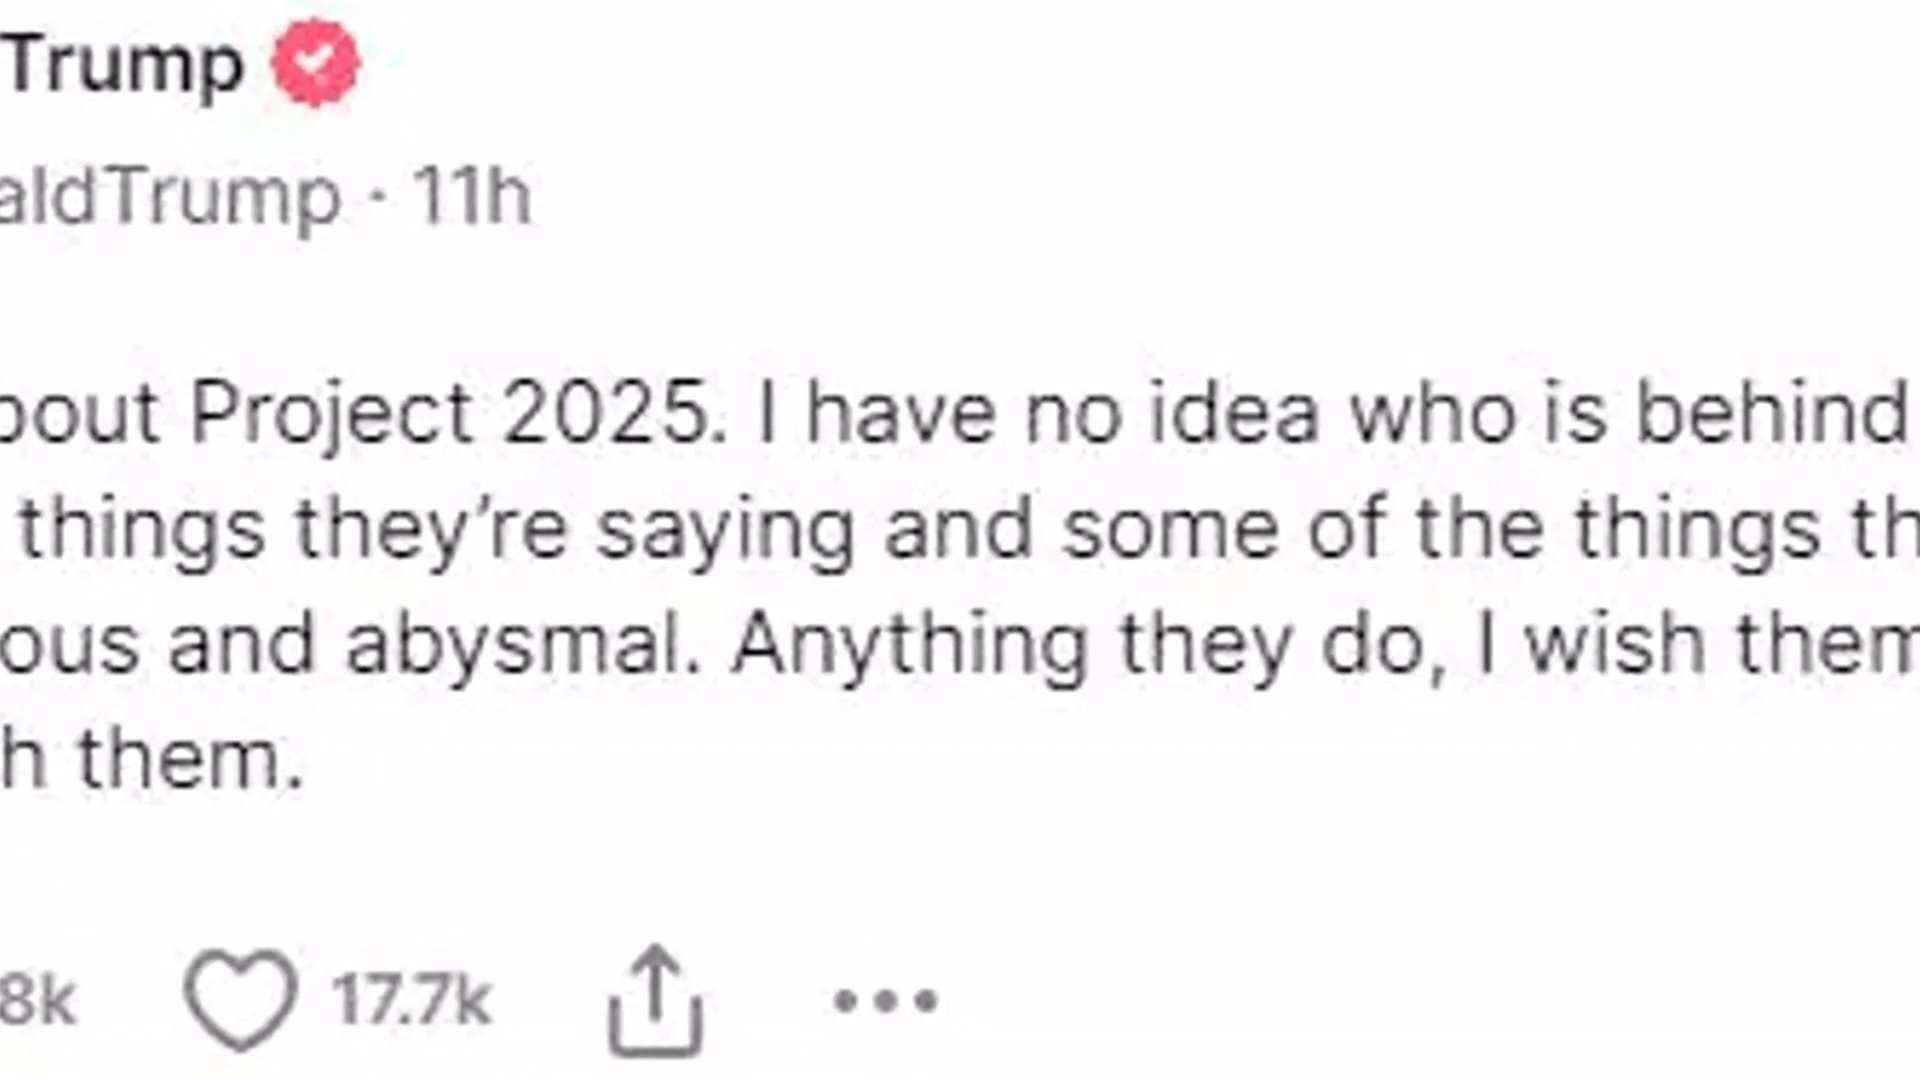 Trump
aldTrump · 11h
bout Project 2025. I have no idea who is behind
things they’re saying and some of the things th
ous and abysmal. Anything they do, I wish them
h them.
8k 17.7k